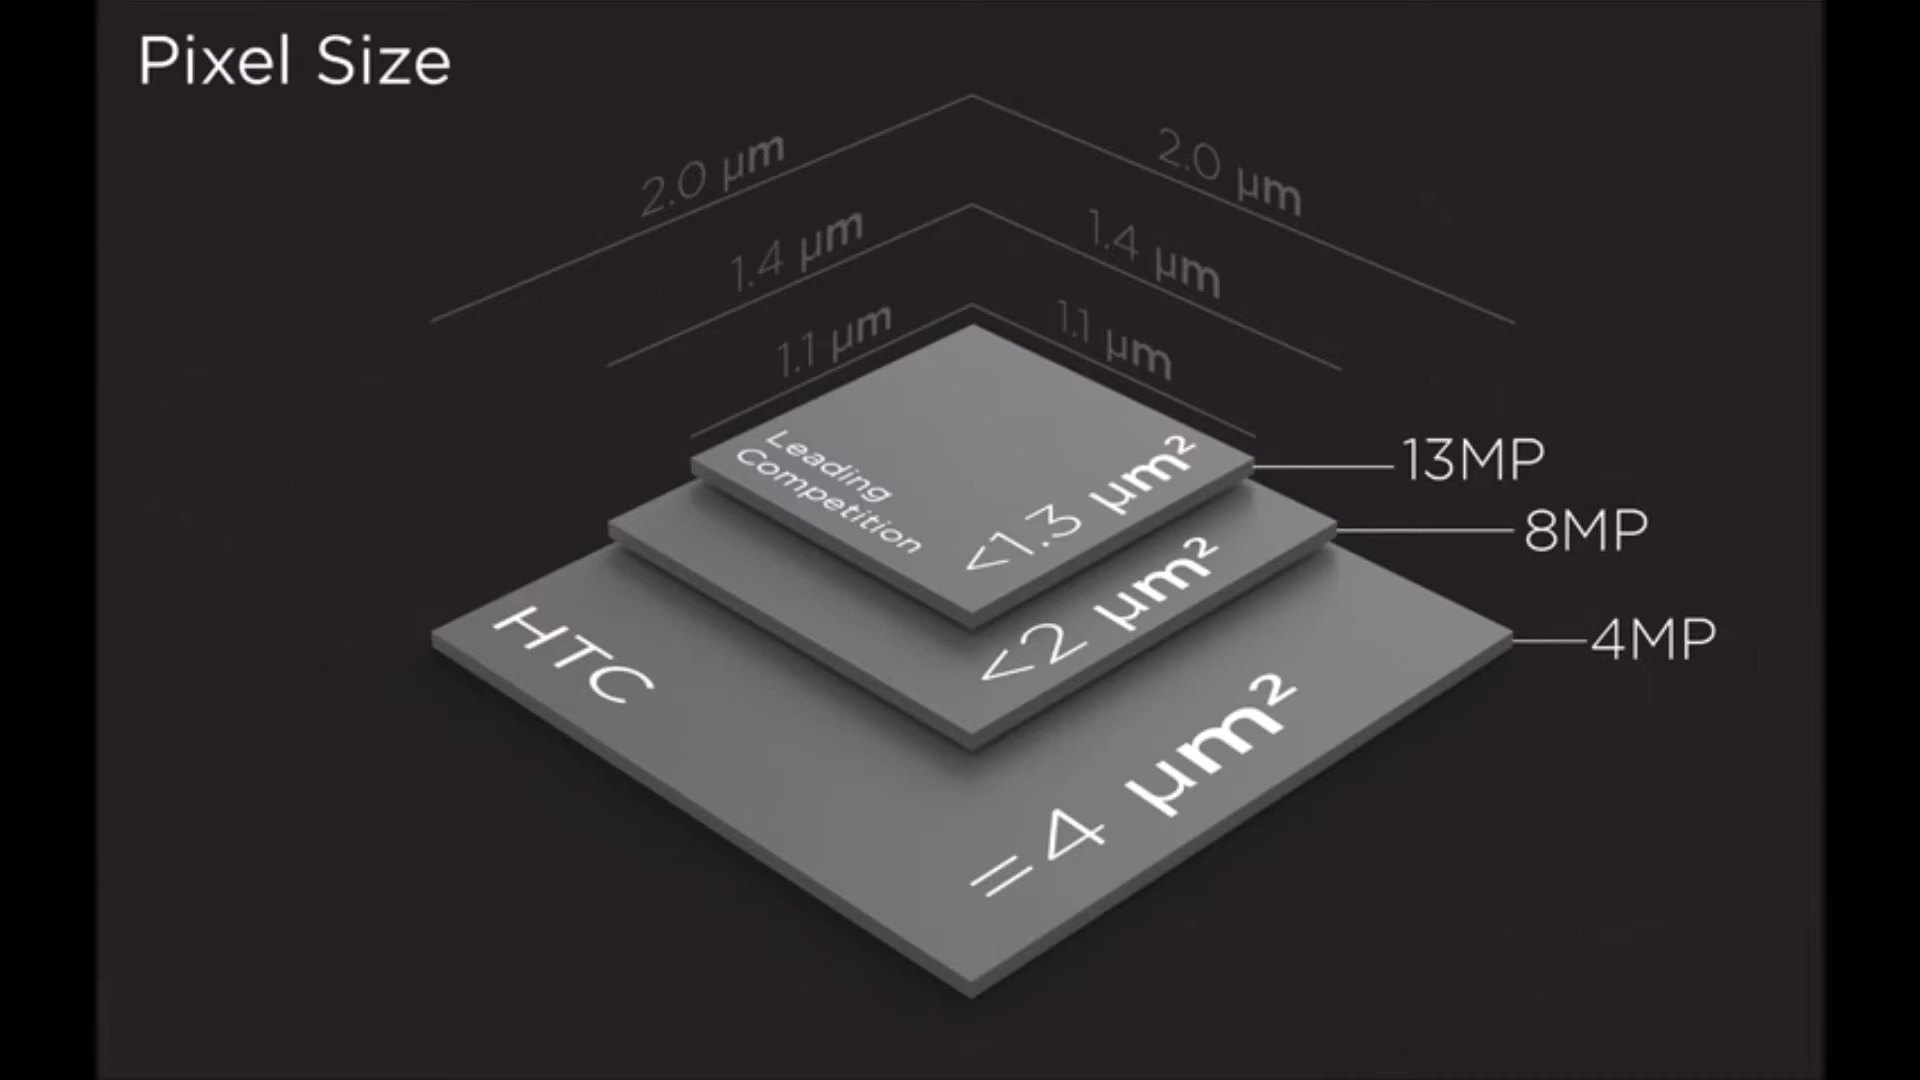 Pixel Size
2.0 µm
2.0 µm
1.4 µm
1.4 µm
1.1 µm
1.1 µm
Leading
Competition
<1.3 µm²
13MP
<2 µm²
8MP
HTC
=4 µm²
4MP